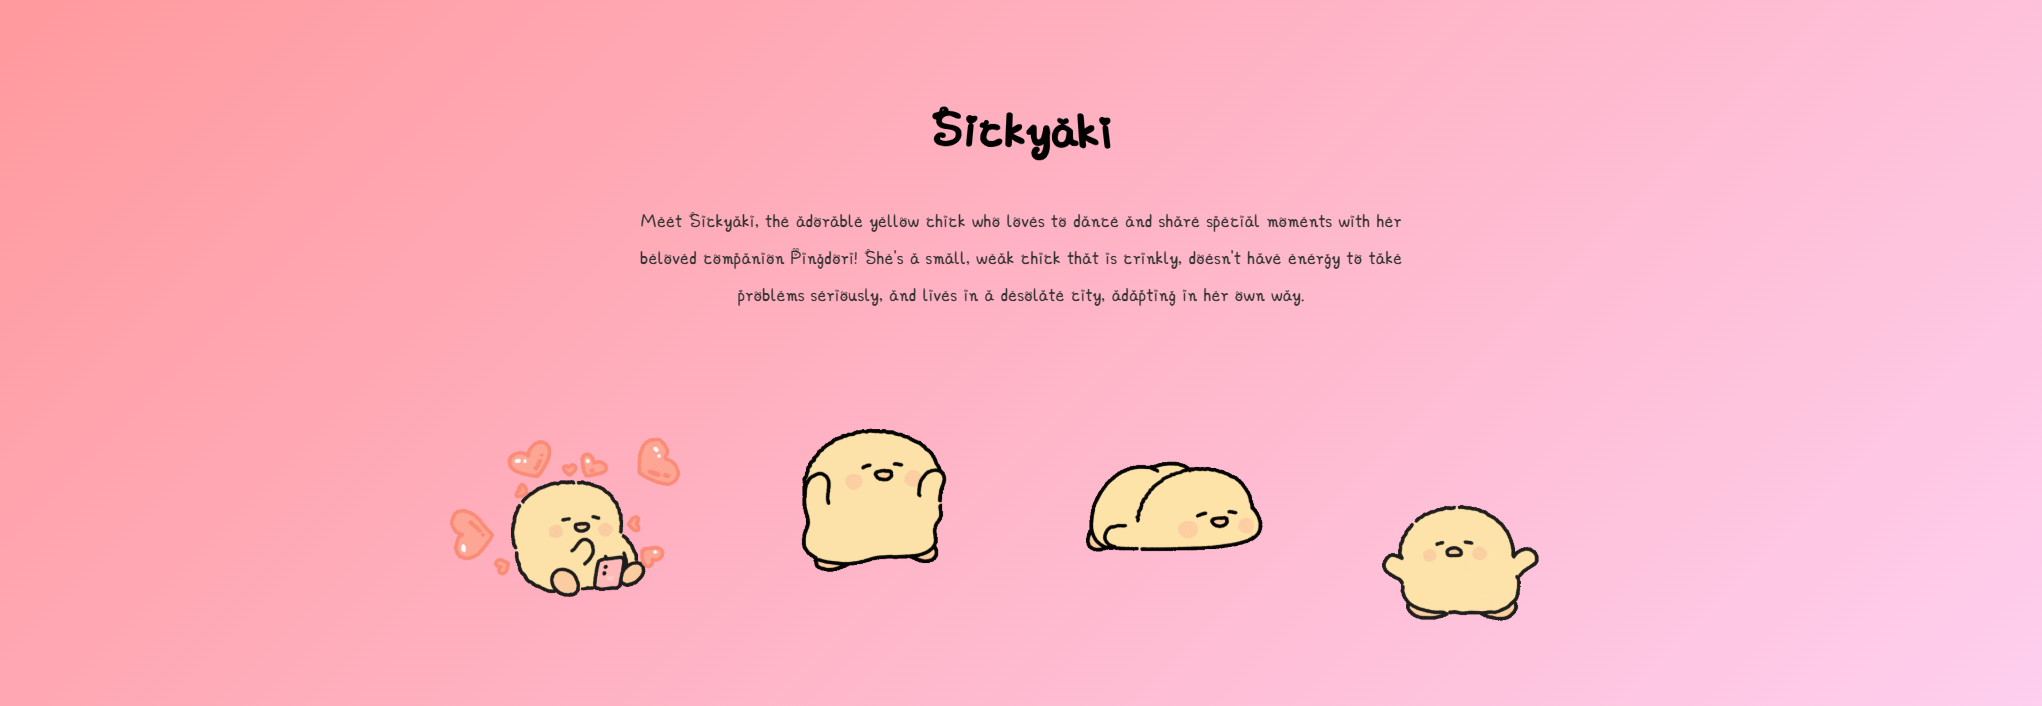 Sickyaki
Meet Sickyaki, the adorable yellow chick who loves to dance and share special moments with her
beloved companion Pingdori! She's a small, weak chick that is crinkly, doesn't have energy to take
problems seriously, and lives in a desolate city, adapting in her own way.